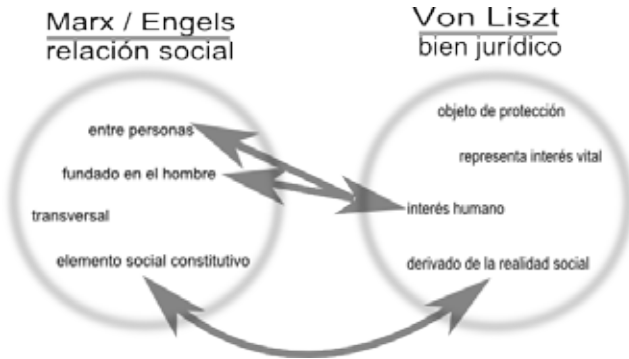 Marx / Engels
relación social
entre personas
fundado en el hombre
transversal
elemento social constitutivo
Von Liszt
bien jurídico
objeto de protección
representa interés vital
interés humano
derivado de la realidad social